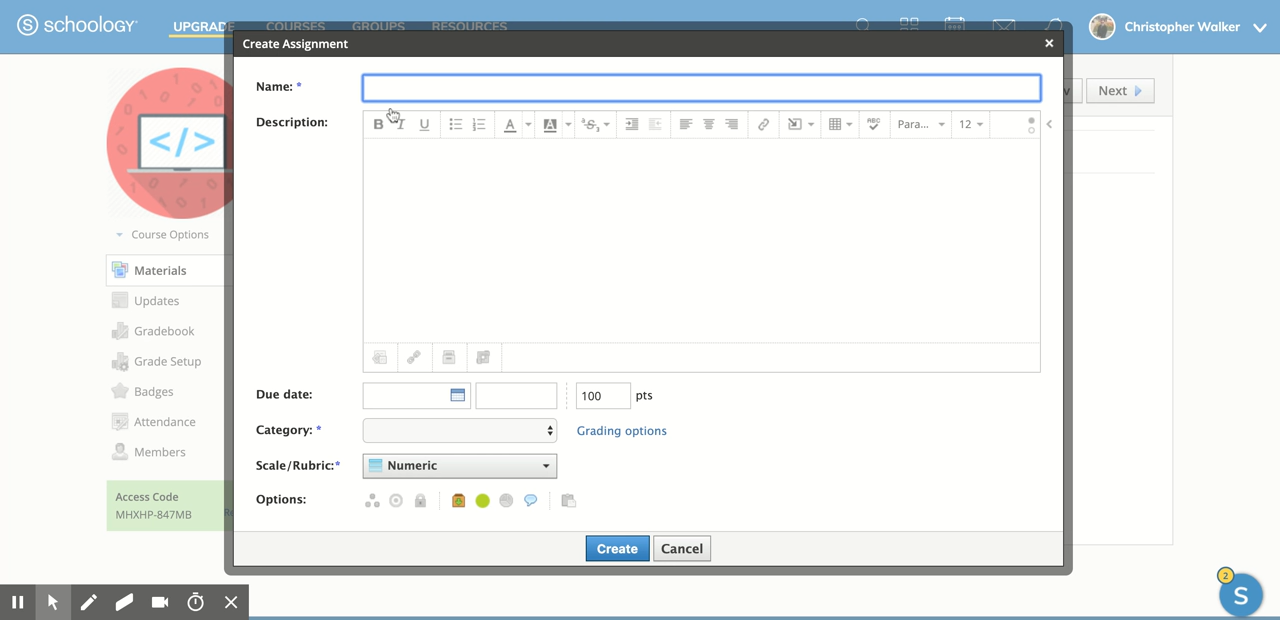 schoology
UPGRADE
COURSES
GROUPS
RESOURCES
Christopher Walker
Create Assignment
Name: *
Description:
B I U
A
A
ABC
Para...
12
Next
Course Options
Materials
Updates
Gradebook
Grade Setup
Badges
Attendance
Members
Access Code
MHXHP-847MB
Due date:
100 pts
Category: *
Grading options
Scale/Rubric:*
Numeric
Options:
Create
Cancel
2
S